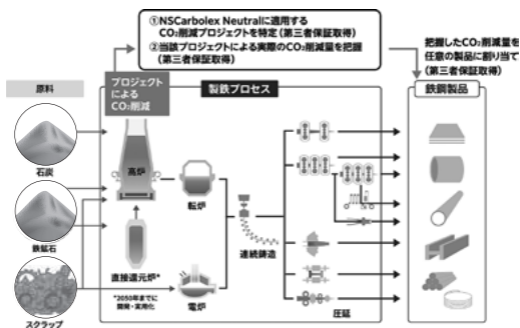 ①NSCarbolex Neutralに適用する
CO₂削減プロジェクトを特定(第三者保証取得)
②当該プロジェクトによる実際のCO₂削減量を把握
(第三者保証取得)
把握したCO₂削減量を
任意の製品に割り当て
(第三者保証取得)
原料
プロジェクト
による
CO₂削減
製鉄プロセス
鉄鋼製品
石炭
高炉
転炉
鉄鉱石
連続鋳造
直接還元炉*
*2050年までに
開発・実用化
電炉
スクラップ
圧延